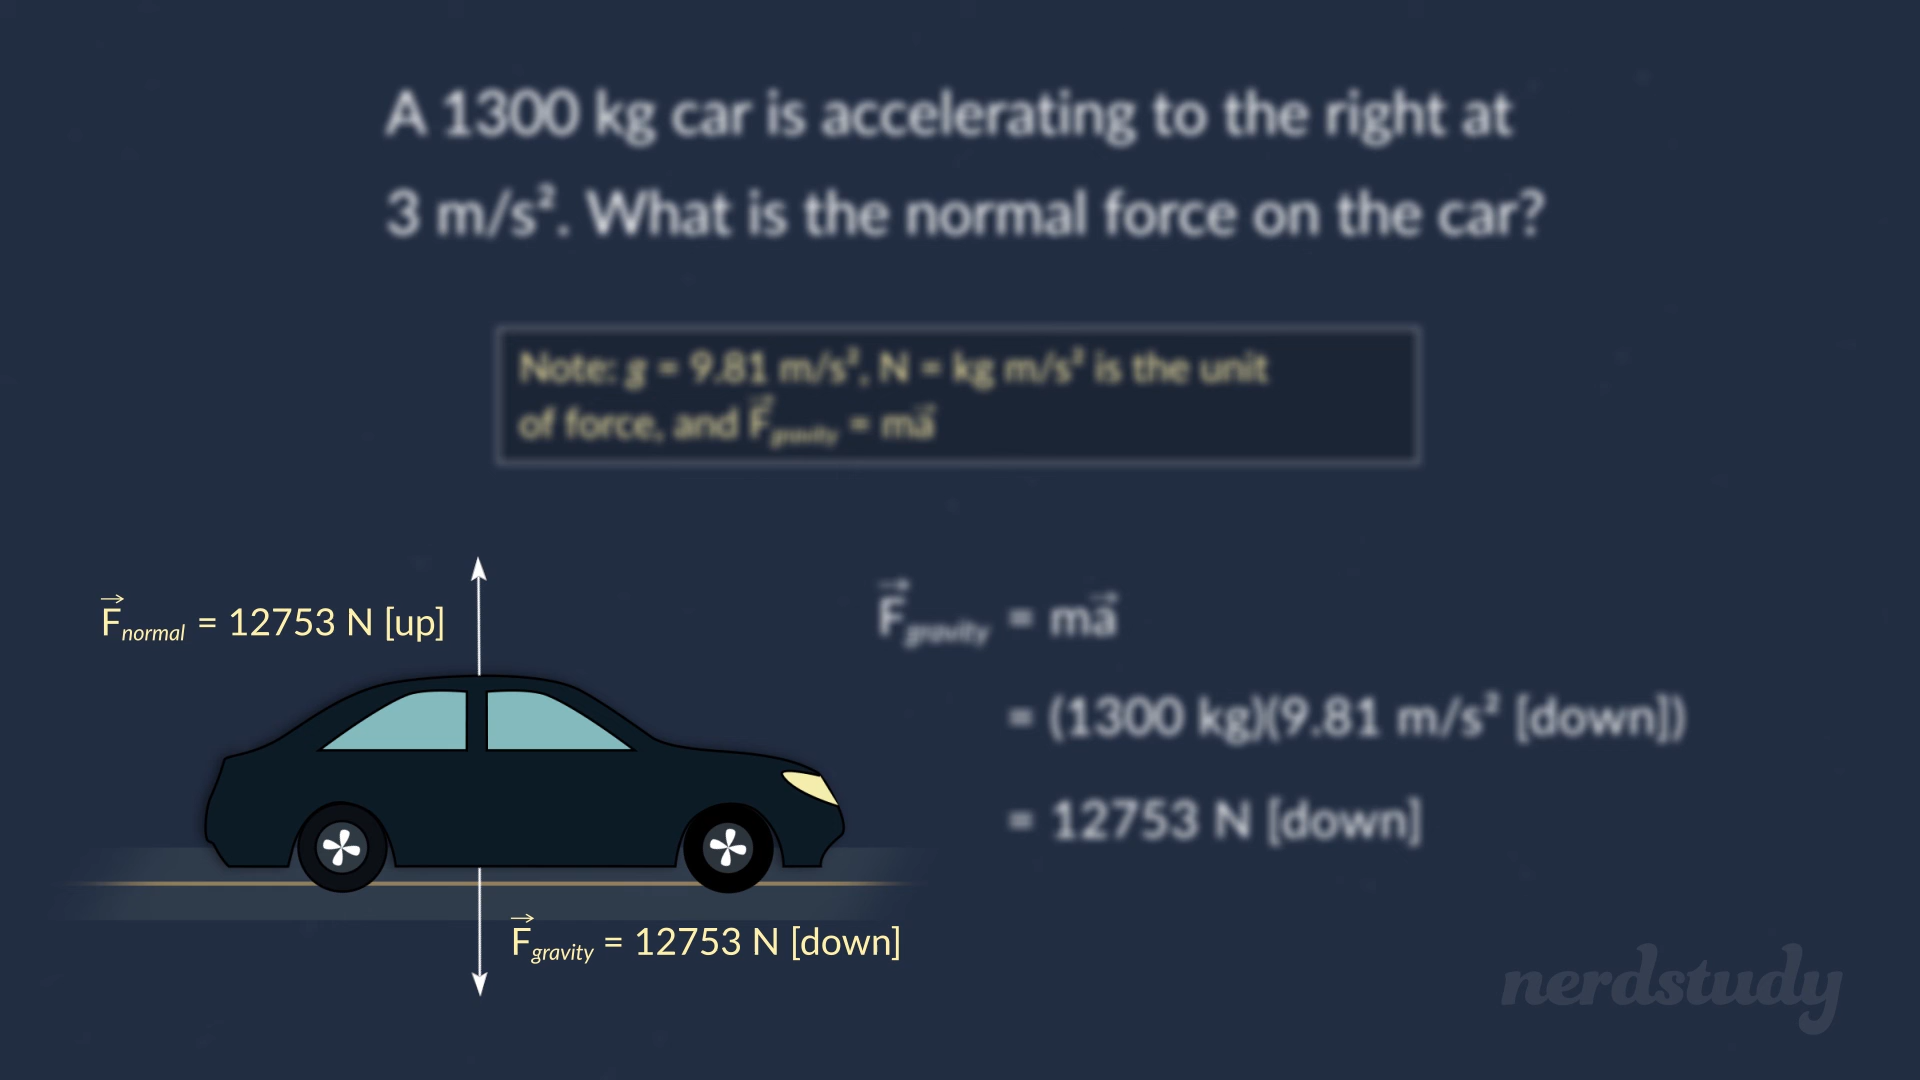 A 1300 kg car is accelerating to the right at
3 m/s². What is the normal force on the car?
Note: g = 9.81 m/s², N = kg m/s² is the unit
of force, and F⃗gravity = ma⃗
F⃗normal = 12753 N [up]
F⃗gravity = ma⃗
= (1300 kg)(9.81 m/s² [down])
= 12753 N [down]
F⃗gravity = 12753 N [down]
nerdstudy